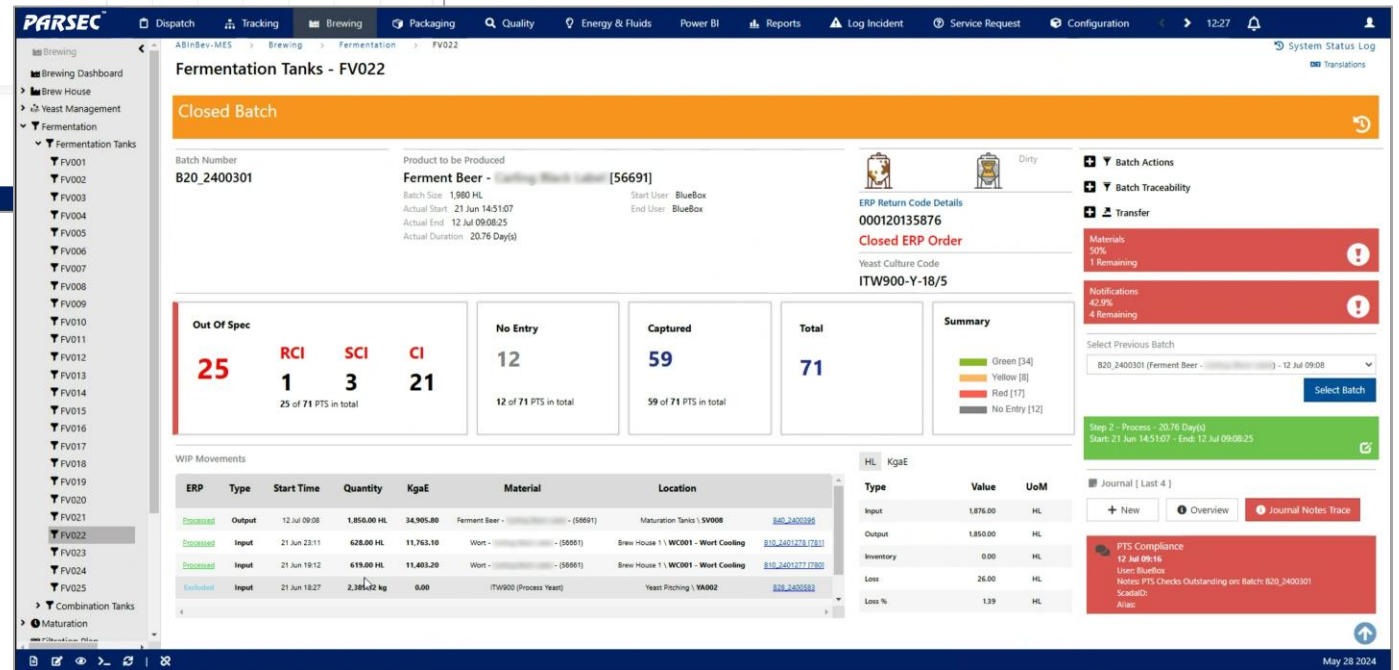 PARSEC
Dispatch Tracking Brewing Packaging Quality Energy & Fluids Power BI Reports Log Incident Service Request Configuration 12:27
Brewing
Brewing Dashboard
Brew House
Yeast Management
Fermentation
Fermentation Tanks
FV001
FV002
FV003
FV004
FV005
FV006
FV007
FV008
FV009
FV010
FV011
FV012
FV013
FV014
FV015
FV016
FV017
FV018
FV019
FV020
FV021
FV022
FV023
FV024
FV025
Combination Tanks
Maturation
Filtration Plan
ABInBev-MES > Brewing > Fermentation > FV022
System Status Log
Fermentation Tanks - FV022
Translations
Closed Batch
Batch Number
B20_2400301
Product to be Produced
Ferment Beer - [56691]
Batch Size 1,980 HL
Actual Start 21 Jun 14:51:07
Actual End 12 Jul 09:08:25
Actual Duration 20.76 Day(s)
Start User BlueBox
End User BlueBox
Dirty
ERP Return Code Details
000120135876
Closed ERP Order
Yeast Culture Code
ITW900-Y-18/5
Out Of Spec
25
RCI SCI CI
1 3 21
25 of 71 PTS in total
No Entry
12
12 of 71 PTS in total
Captured
59
59 of 71 PTS in total
Total
71
Summary
Green [34]
Yellow [8]
Red [17]
No Entry [12]
WIP Movements
ERP Type Start Time Quantity KgaE Material Location
Processed Output 12 Jul 09:08 1,850.00 HL 34,905.80 Ferment Beer - - (56691) Maturation Tanks \ SV008 B40_2400396
Processed Input 21 Jun 23:11 628.00 HL 11,763.10 Wort - - (56661) Brew House 1 \ WC001 - Wort Cooling B10_2401278 [781]
Processed Input 21 Jun 19:12 619.00 HL 11,403.20 Wort - - (56661) Brew House 1 \ WC001 - Wort Cooling B10_2401277 [780]
Excluded Input 21 Jun 18:27 kg 0.00 ITW900 (Process Yeast) Yeast Pitching \ YA002 B28_2400583
HL KgaE
Type Value UoM
Input 1,876.00 HL
Output 1,850.00 HL
Inventory 0.00 HL
Loss 26.00 HL
Loss % 1.39 HL
Batch Actions
Batch Traceability
Transfer
Materials
50%
1 Remaining
Notifications
42.9%
4 Remaining
Select Previous Batch
B20_2400301 (Ferment Beer - ) - 12 Jul 09:08
Select Batch
Step 2 - Process - 20.76 Day(s)
Start: 21 Jun 14:51:07 - End: 12 Jul 09:08:25
Journal [ Last 4 ]
+ New Overview Journal Notes Trace
PTS Compliance
12 Jul 09:16
User: BlueBox
Notes: PTS Checks Outstanding on: Batch: B20_2400301
ScadaID:
Alias:
May 28 2024